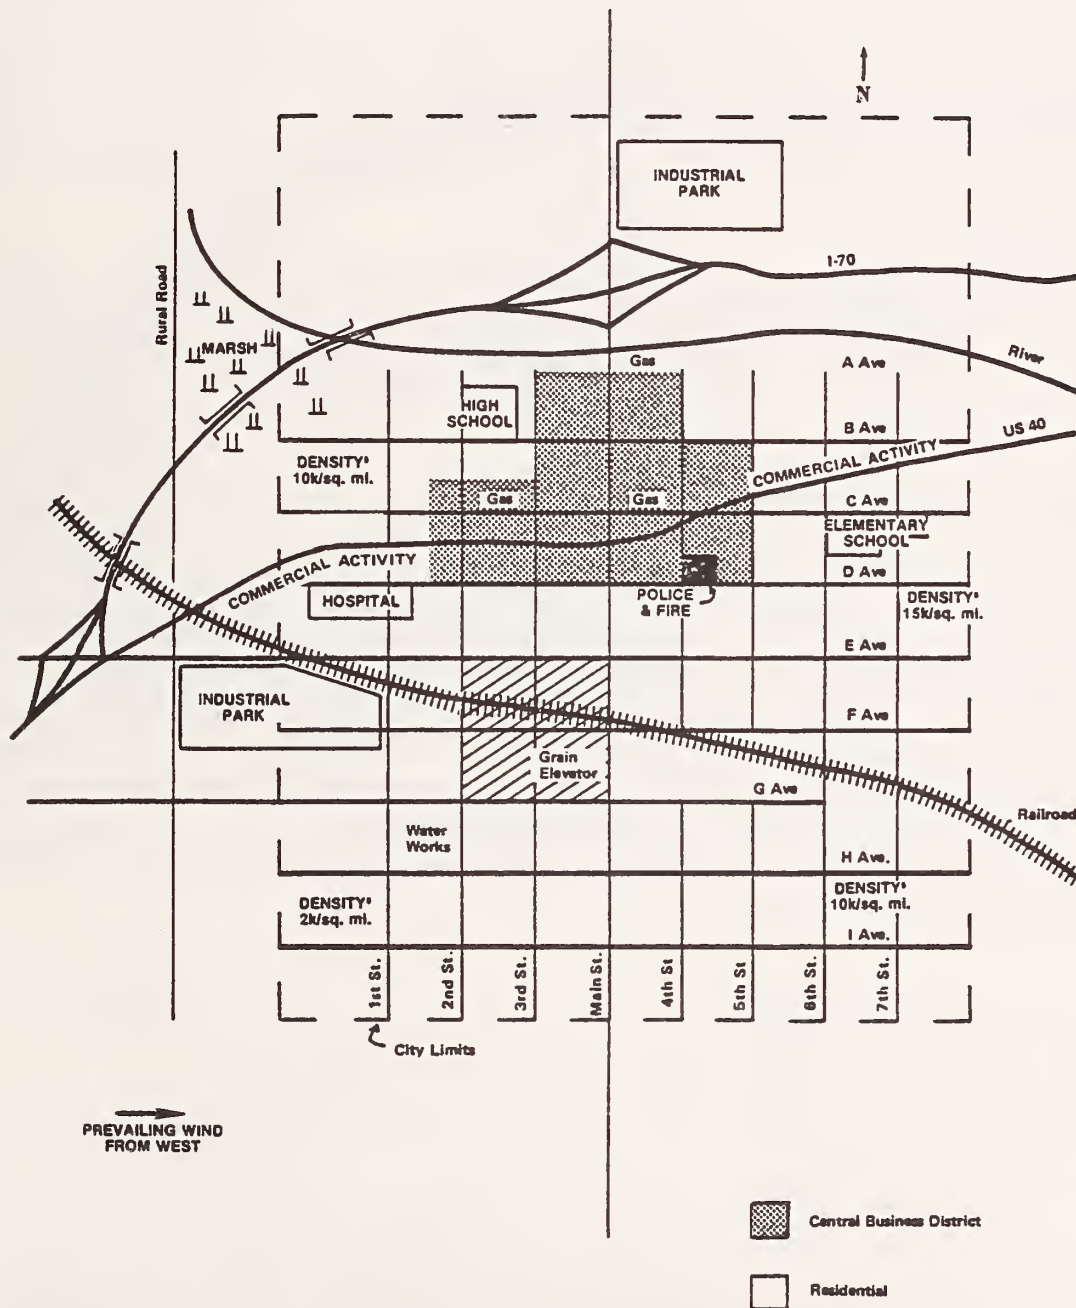 N
INDUSTRIAL
PARK
I-70
Rural Road
MARSH
River
Gas
A Ave
HIGH
SCHOOL
B Ave
US 40
COMMERCIAL ACTIVITY
DENSITY*
10k/sq. mi.
Gas
Gas
C Ave
ELEMENTARY
SCHOOL
COMMERCIAL ACTIVITY
D Ave
HOSPITAL
POLICE
& FIRE
DENSITY*
15k/sq. mi.
E Ave
INDUSTRIAL
PARK
F Ave
Grain
Elevator
G Ave
Railroad
Water
Works
H Ave.
DENSITY*
2k/sq. mi.
DENSITY*
10k/sq. mi.
I Ave.
1st St.
2nd St.
3rd St.
Main St.
4th St
5th St
6th St
7th St.
City Limits
PREVAILING WIND
FROM WEST
Central Business District
Residential